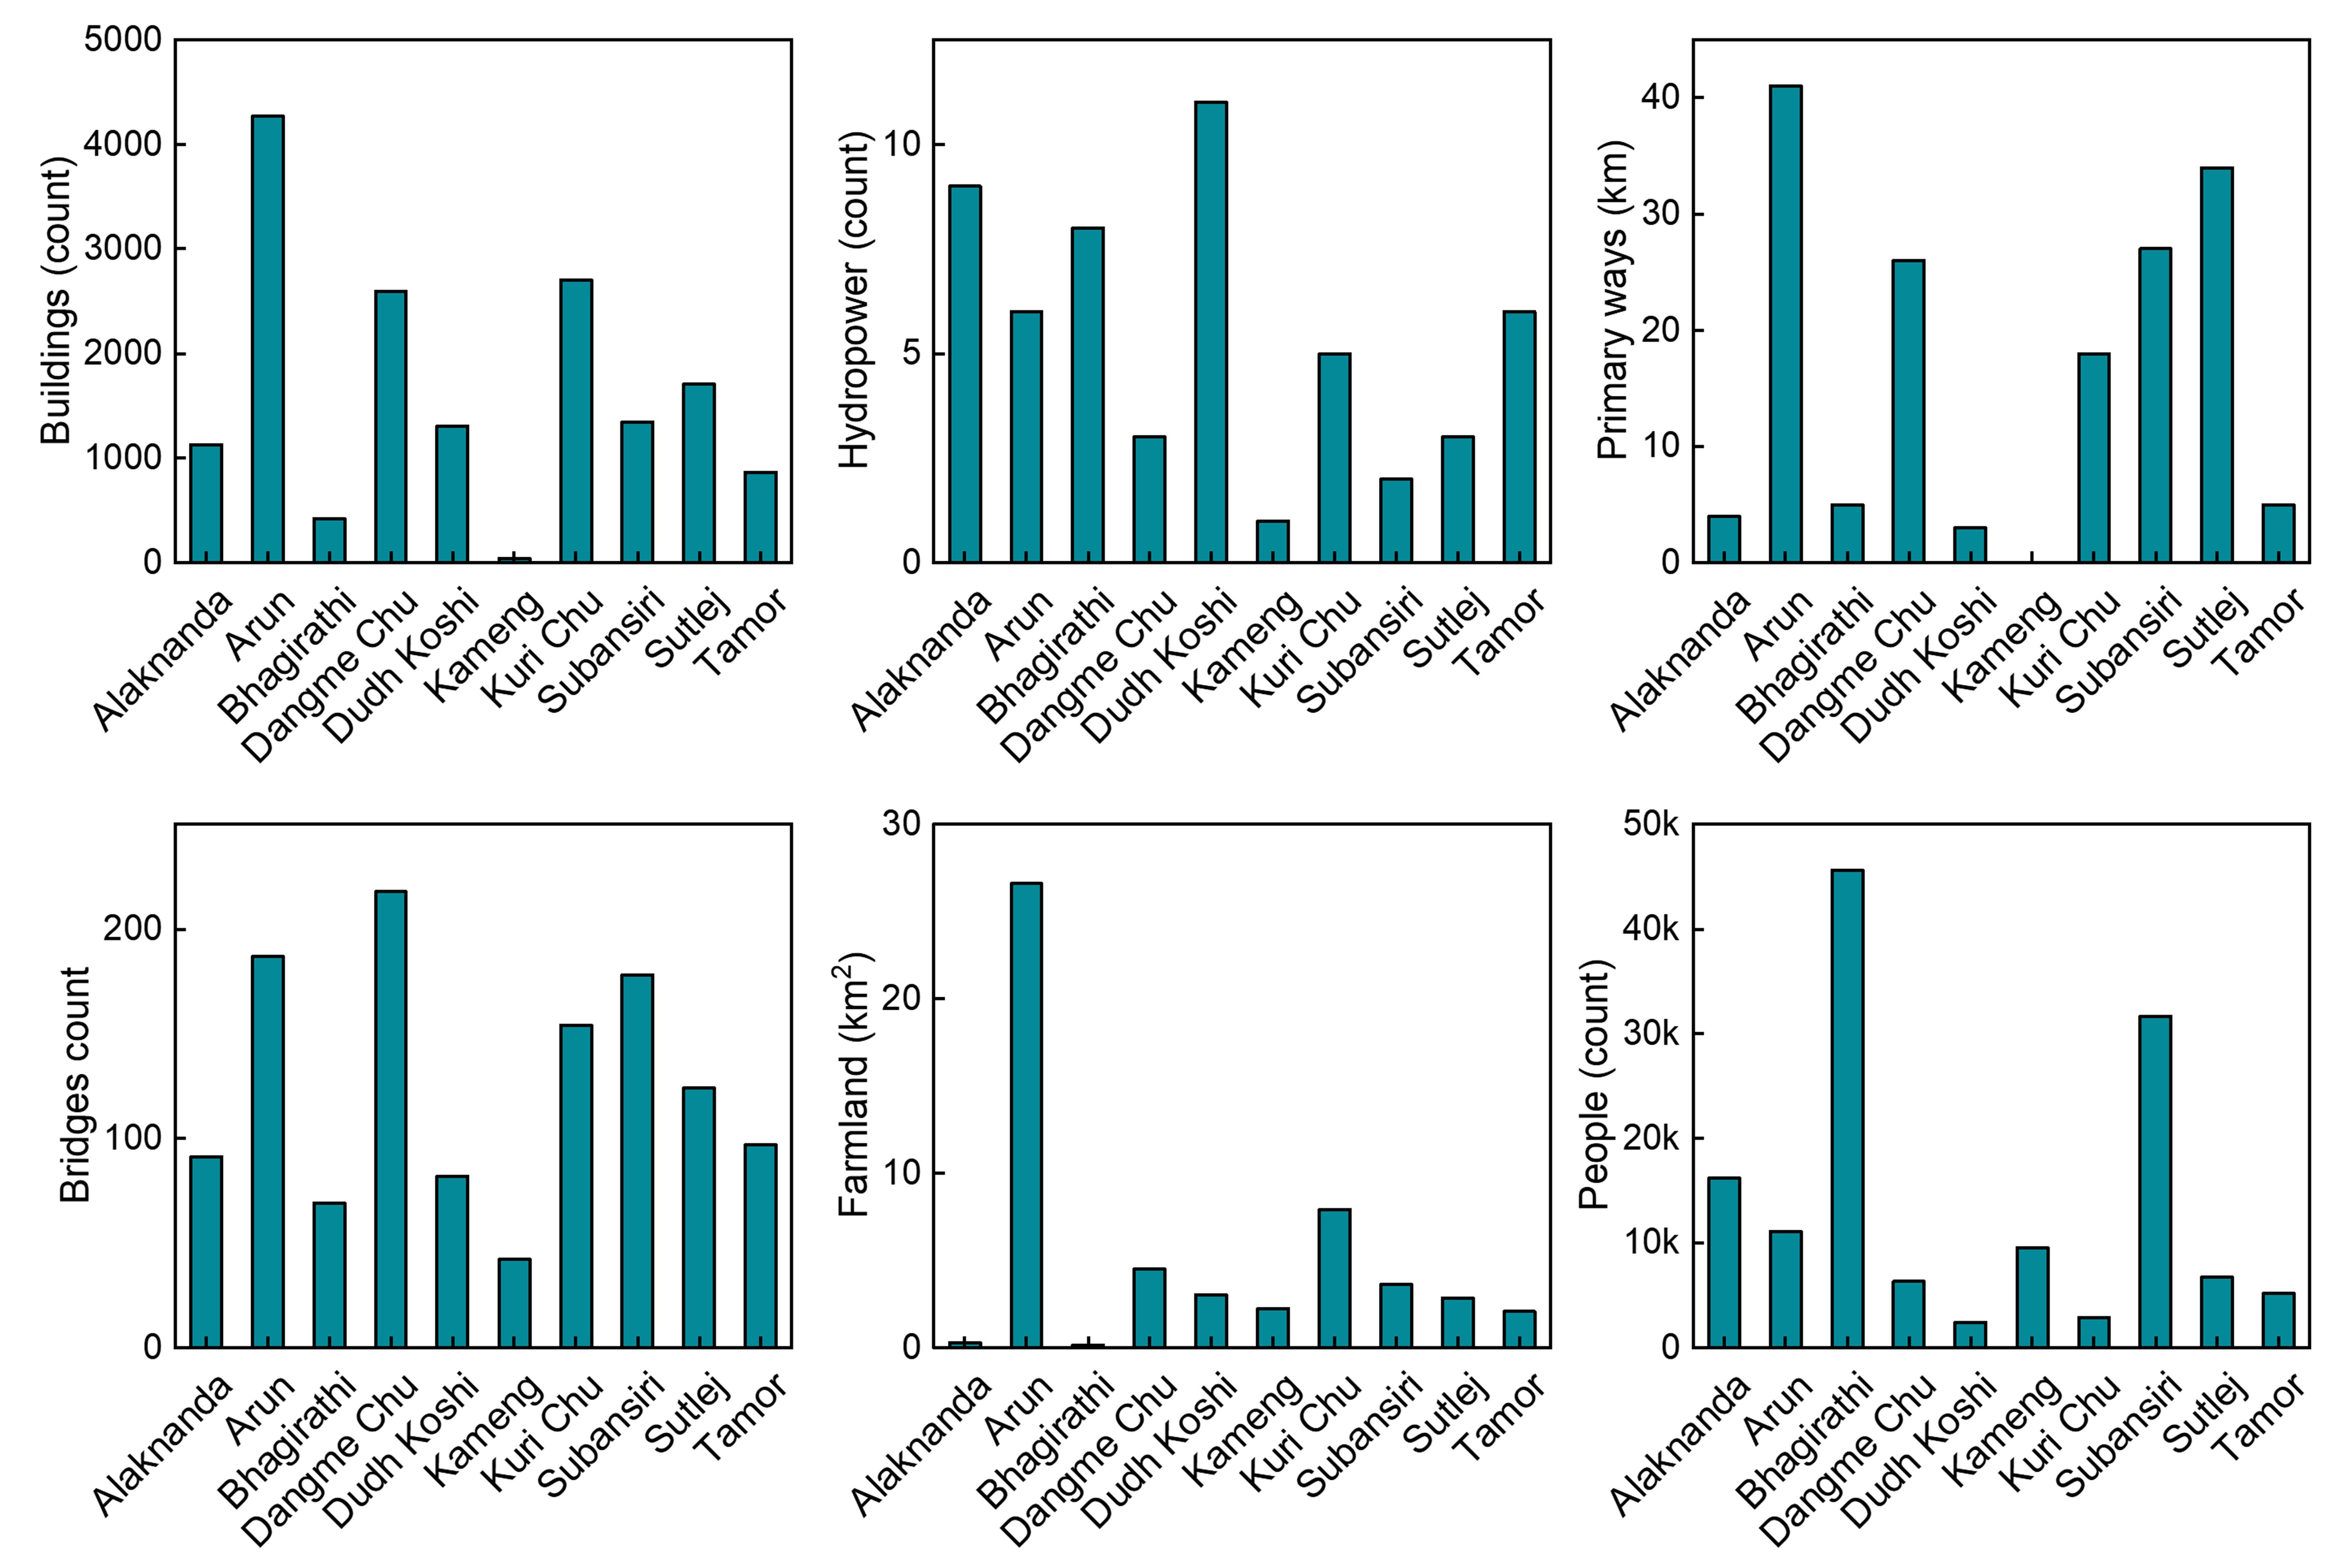 Buildings (count)
5000
4000
3000
2000
1000
0
Alaknanda
Arun
Bhagirathi
Dangme Chu
Dudh Koshi
Kameng
Kuri Chu
Subansiri
Sutlej
Tamor
Hydropower (count)
10
5
0
Alaknanda
Arun
Bhagirathi
Dangme Chu
Dudh Koshi
Kameng
Kuri Chu
Subansiri
Sutlej
Tamor
Primary ways (km)
40
30
20
10
0
Alaknanda
Arun
Bhagirathi
Dangme Chu
Dudh Koshi
Kameng
Kuri Chu
Subansiri
Sutlej
Tamor
Bridges count
200
100
0
Alaknanda
Arun
Bhagirathi
Dangme Chu
Dudh Koshi
Kameng
Kuri Chu
Subansiri
Sutlej
Tamor
Farmland (km²)
30
20
10
0
Alaknanda
Arun
Bhagirathi
Dangme Chu
Dudh Koshi
Kameng
Kuri Chu
Subansiri
Sutlej
Tamor
People (count)
50k
40k
30k
20k
10k
0
Alaknanda
Arun
Bhagirathi
Dangme Chu
Dudh Koshi
Kameng
Kuri Chu
Subansiri
Sutlej
Tamor